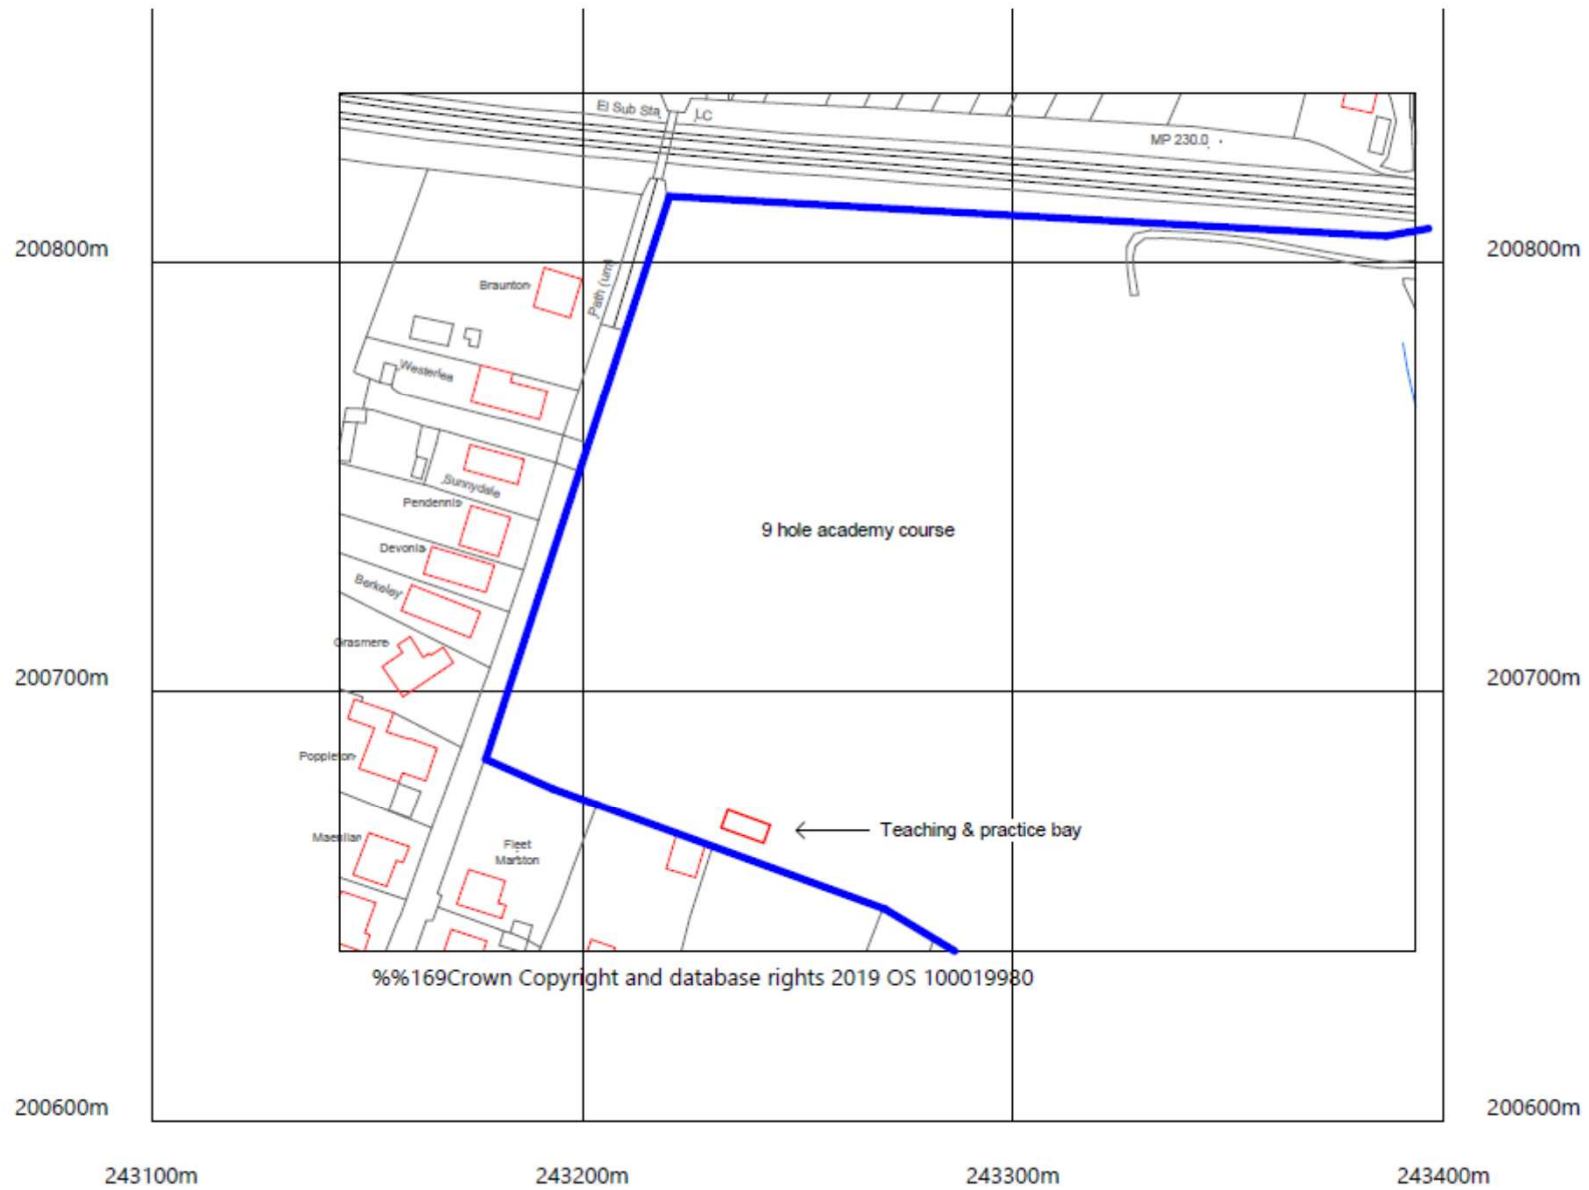 El Sub Sta
LC
MP 230.0
200800m
200800m
Braunton
Path (um)
Westerlea
Sunnydale
Pendennis
9 hole academy course
Devonia
Berkeley
Grasmere
200700m
200700m
Poppleton
Teaching & practice bay
Maenllan
Fleet
Marston
%%169Crown Copyright and database rights 2019 OS 100019980
200600m
200600m
243100m
243200m
243300m
243400m